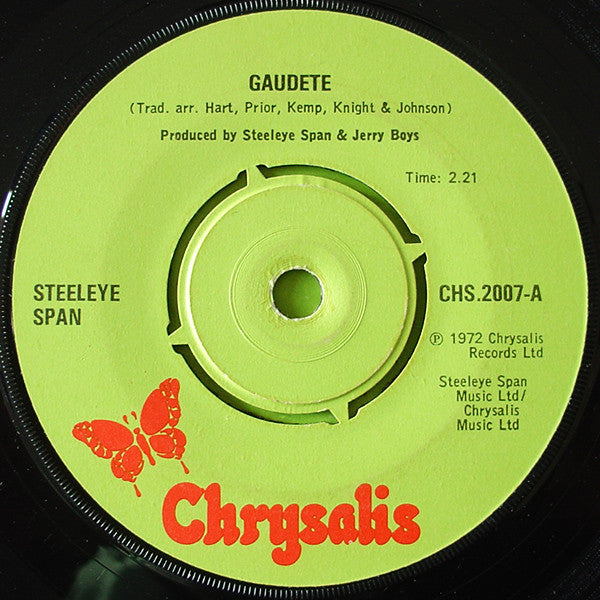 GAUDETE
(Trad. arr. Hart, Prior, Kemp, Knight & Johnson)
Produced by Steeleye Span & Jerry Boys
Time: 2.21
STEELEYE
SPAN
CHS.2007-A
℗ 1972 Chrysalis
Records Ltd
Steeleye Span
Music Ltd/
Chrysalis
Music Ltd
Chrysalis